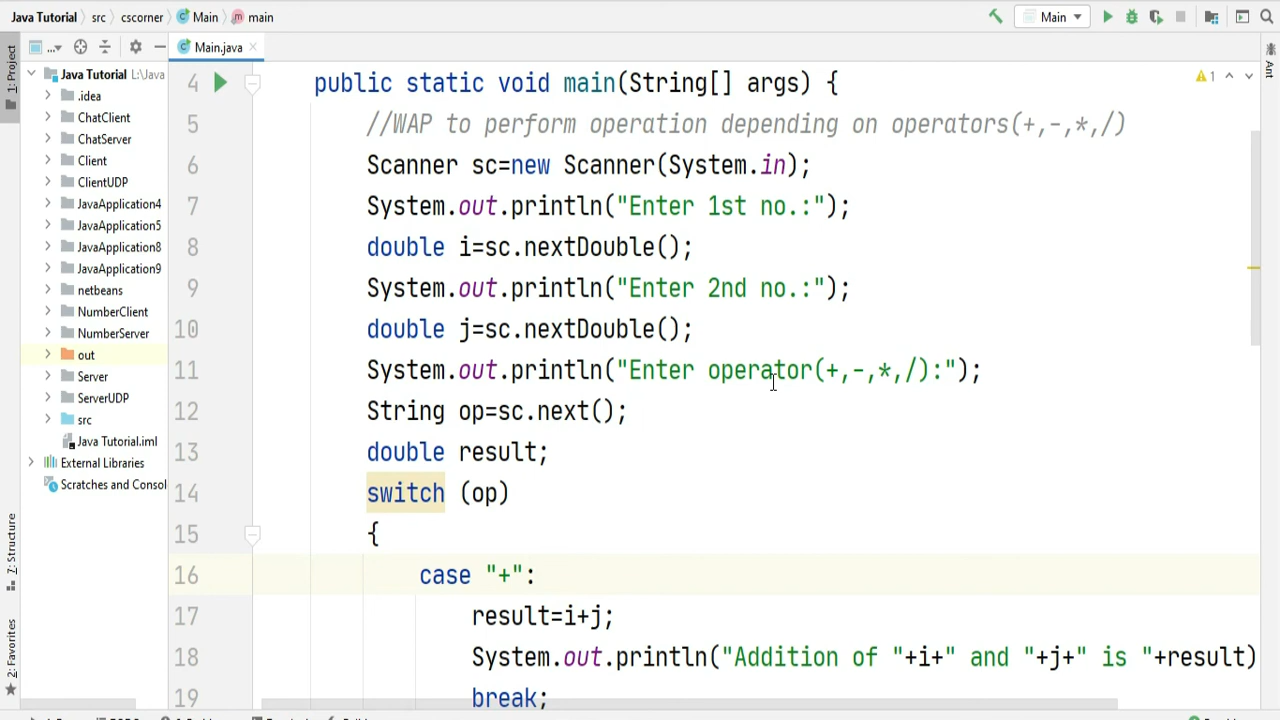 Java Tutorial src cscorner Main main
Main
1: Project
... Main.java
Ant
Java Tutorial L:\Java
.idea
ChatClient
ChatServer
Client
ClientUDP
JavaApplication4
JavaApplication5
JavaApplication8
JavaApplication9
netbeans
NumberClient
NumberServer
out
Server
ServerUDP
src
Java Tutorial.iml
External Libraries
Scratches and Consol
7: Structure
2: Favorites
1
4 public static void main(String[] args) {
5 //WAP to perform operation depending on operators(+,-,*,/)
6 Scanner sc=new Scanner(System.in);
7 System.out.println("Enter 1st no.:");
8 double i=sc.nextDouble();
9 System.out.println("Enter 2nd no.:");
10 double j=sc.nextDouble();
11 System.out.println("Enter operator(+,-,*,/):");
12 String op=sc.next();
13 double result;
14 switch (op)
15 {
16 case "+":
17 result=i+j;
18 System.out.println("Addition of "+i+" and "+j+" is "+result)
19 break;